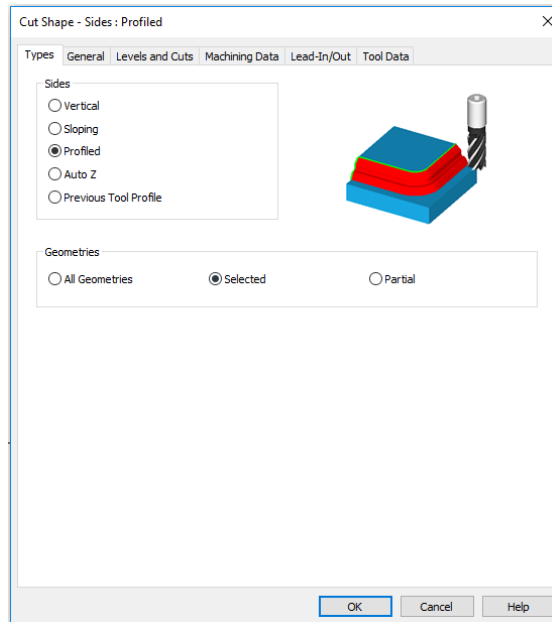 Cut Shape - Sides : Profiled
Types General Levels and Cuts Machining Data Lead-In/Out Tool Data
Sides
Vertical
Sloping
Profiled
Auto Z
Previous Tool Profile
Geometries
All Geometries Selected Partial
OK Cancel Help